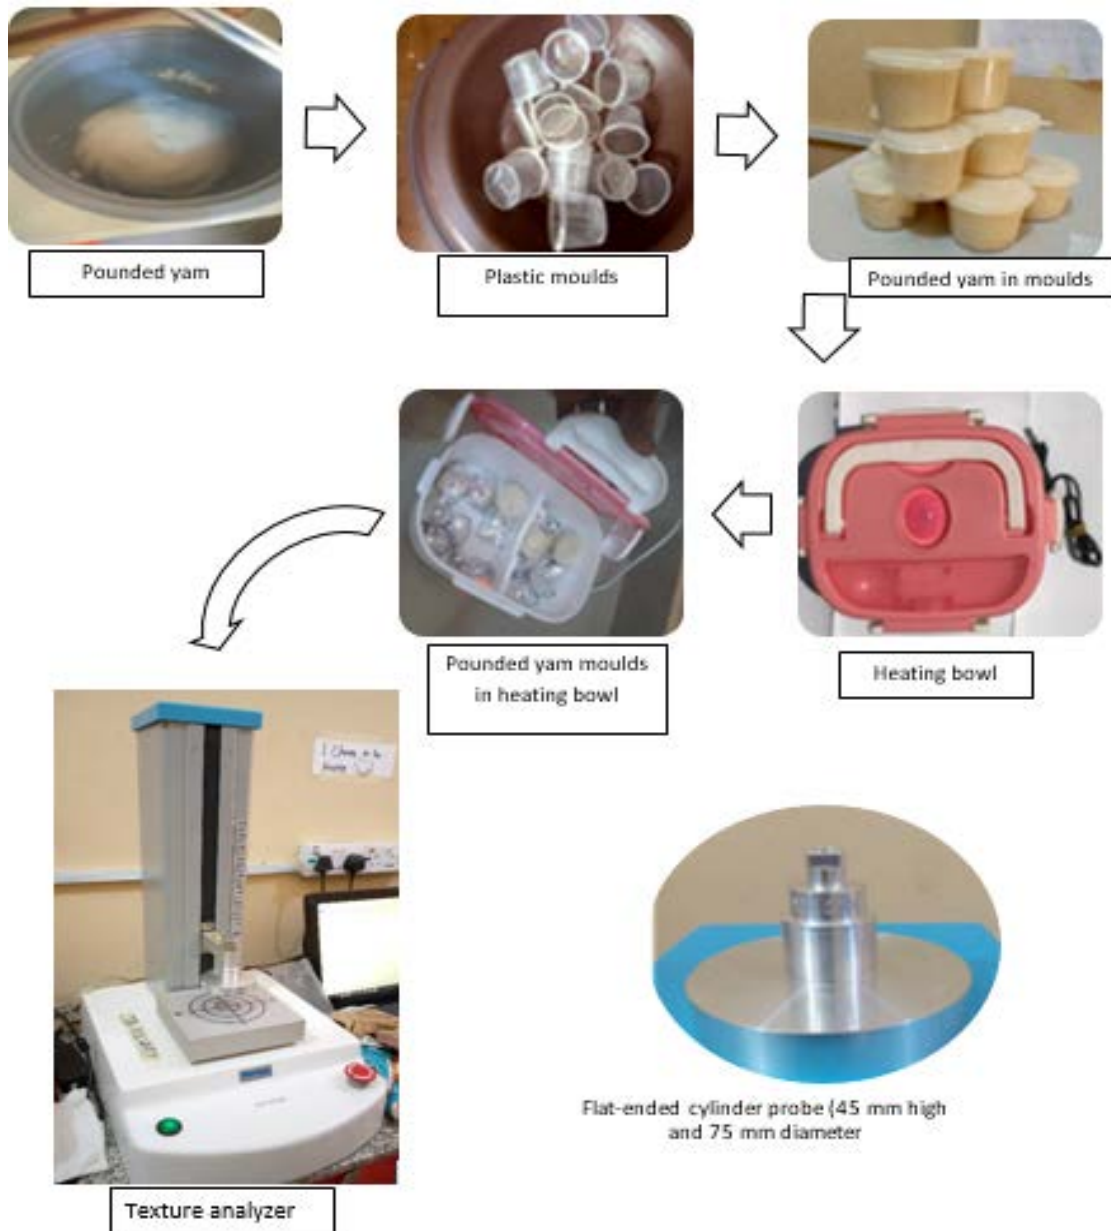 Pounded yam
Plastic moulds
Pounded yam in moulds
Pounded yam moulds
in heating bowl
Heating bowl
Flat-ended cylinder probe (45 mm high
and 75 mm diameter
Texture analyzer